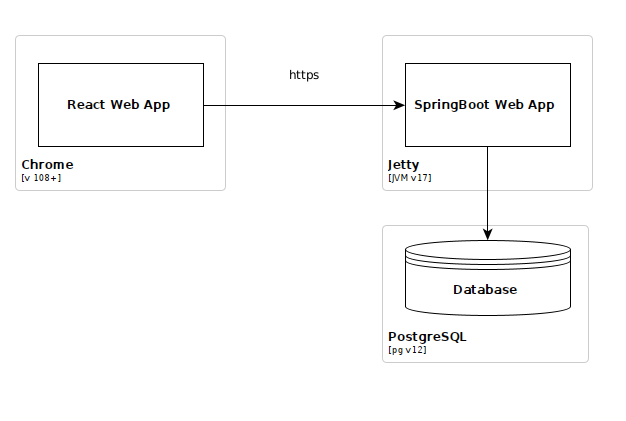 https
React Web App
SpringBoot Web App
Chrome
[v 108+]
Jetty
[JVM v17]
Database
PostgreSQL
[pg v12]